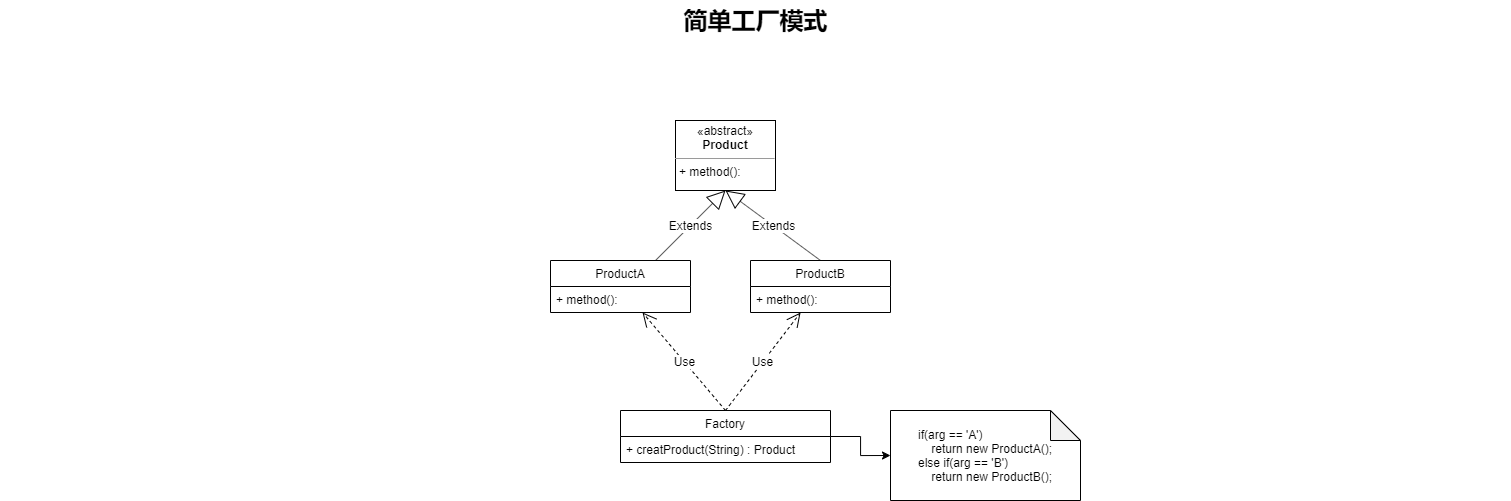 简单工厂模式
«abstract»
Product
+ method():
Extends
Extends
ProductA
+ method():
ProductB
+ method():
Use
Use
Factory
+ creatProduct(String) : Product
if(arg == 'A')
return new ProductA();
else if(arg == 'B')
return new ProductB();